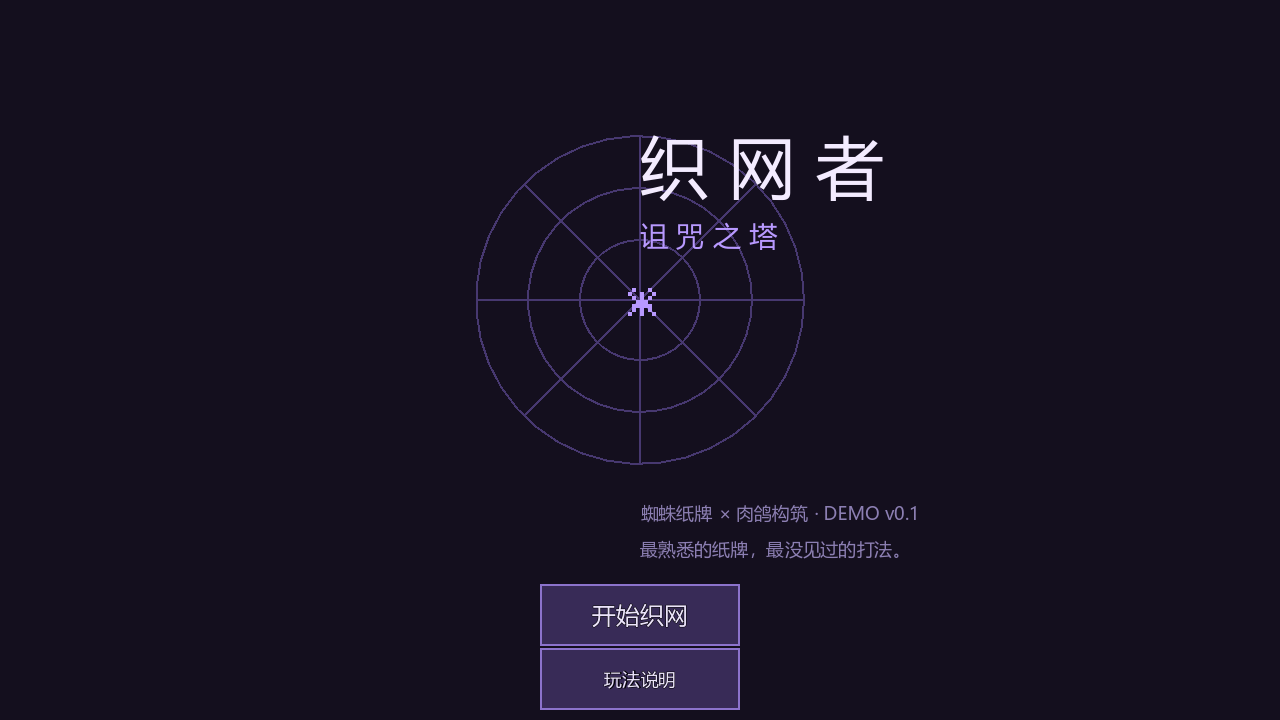 织网者
诅咒之塔
蜘蛛纸牌 × 肉鸽构筑 · DEMO v0.1
最熟悉的纸牌，最没见过的打法。
开始织网
玩法说明